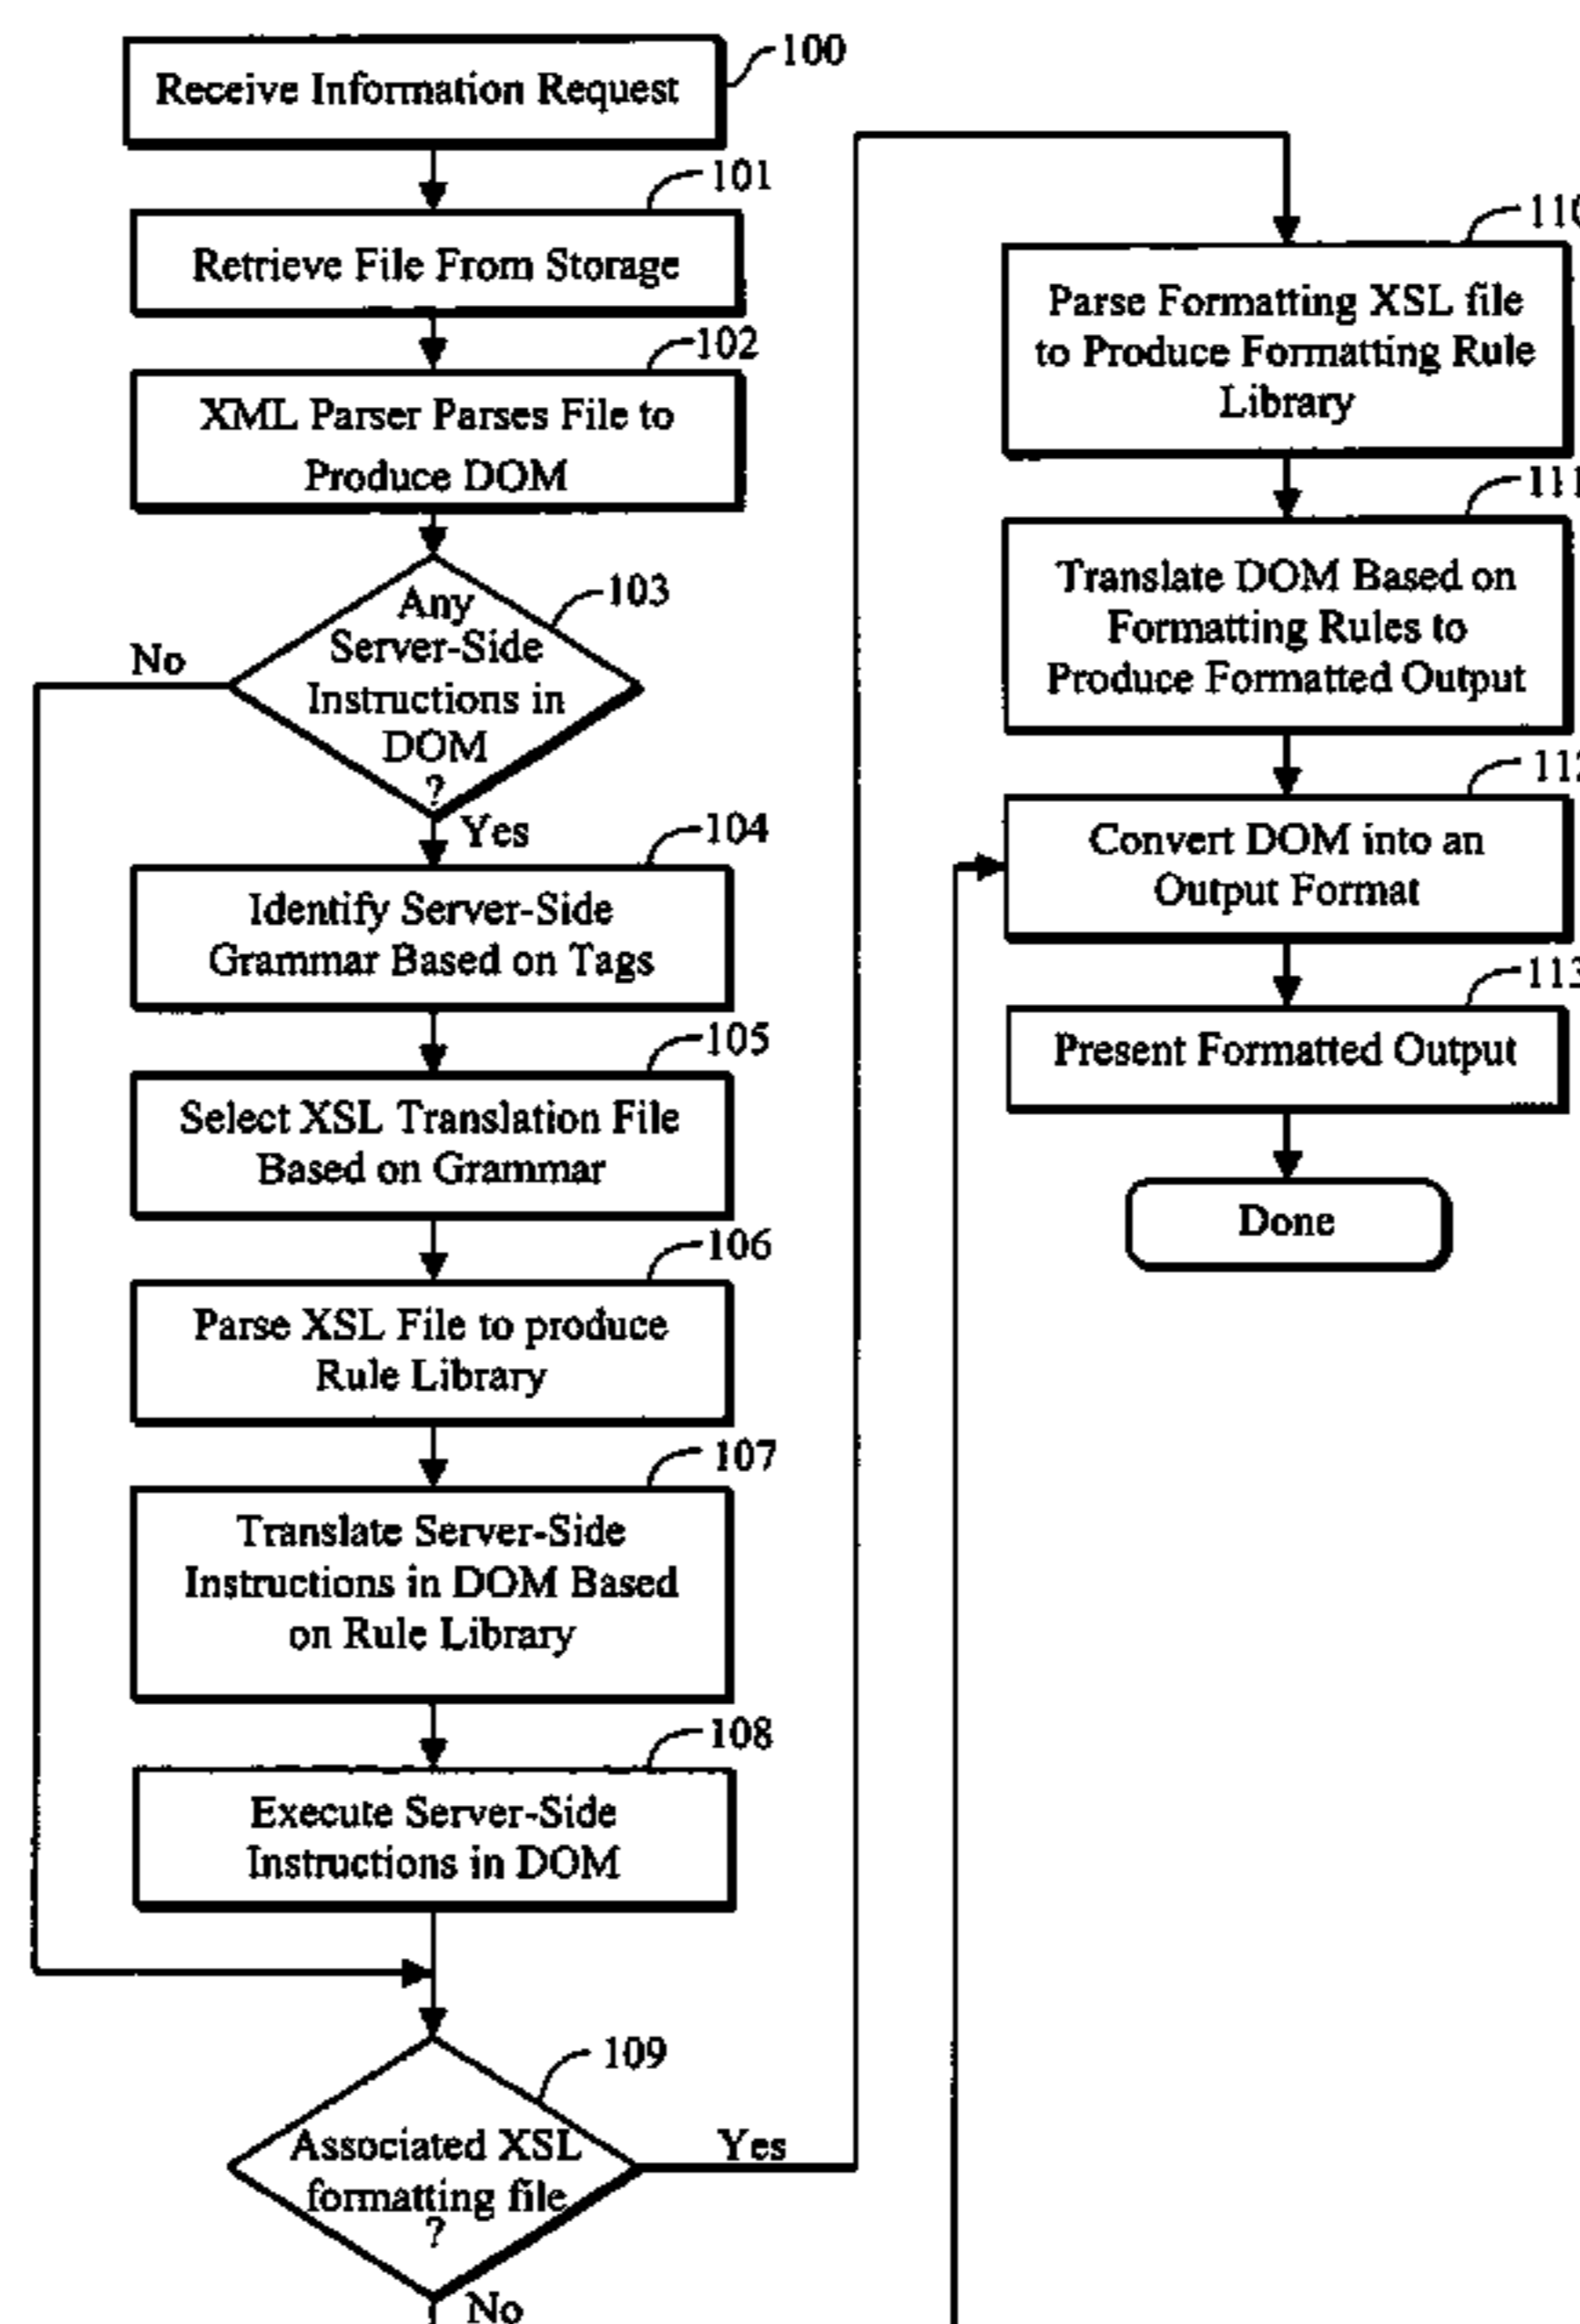 100
Receive Information Request
101
Retrieve File From Storage
102
XML Parser Parses File to
Produce DOM
103
Any
Server-Side
Instructions in
DOM
?
No
Yes
104
Identify Server-Side
Grammar Based on Tags
105
Select XSL Translation File
Based on Grammar
106
Parse XSL File to produce
Rule Library
107
Translate Server-Side
Instructions in DOM Based
on Rule Library
108
Execute Server-Side
Instructions in DOM
109
Associated XSL
formatting file
?
Yes
No
110
Parse Formatting XSL file
to Produce Formatting Rule
Library
111
Translate DOM Based on
Formatting Rules to
Produce Formatted Output
112
Convert DOM into an
Output Format
113
Present Formatted Output
Done